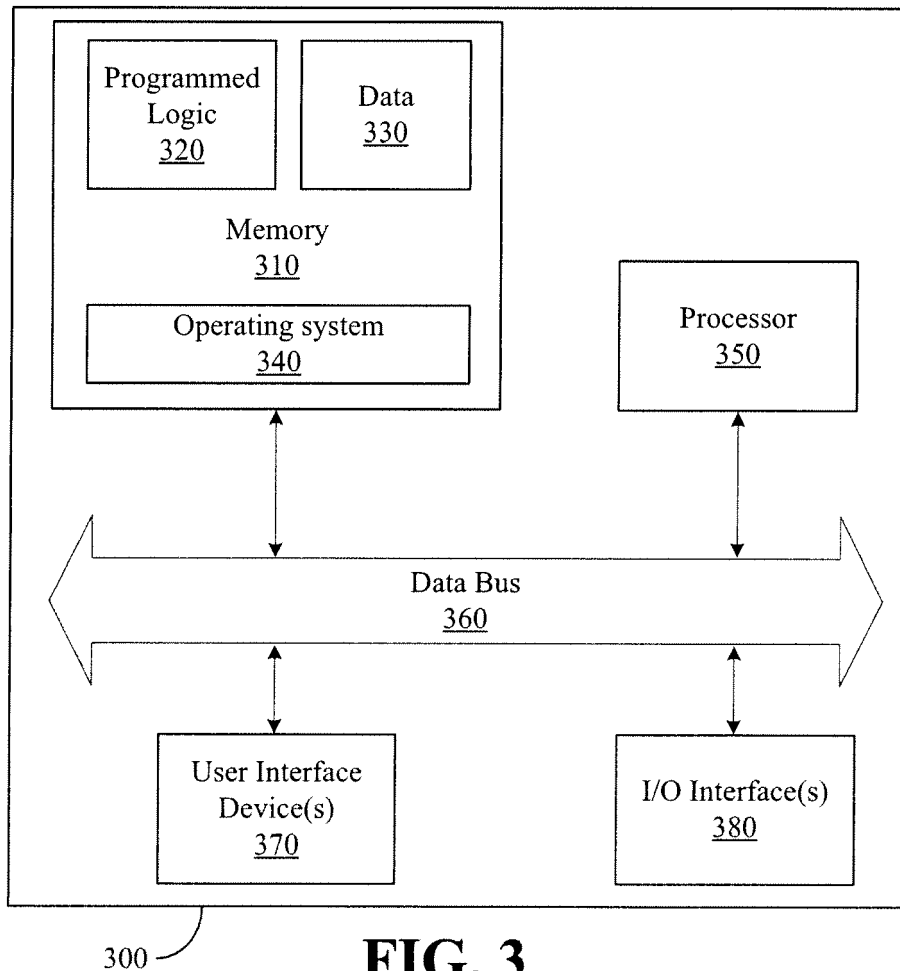 Programmed
Logic
320
Data
330
Memory
310
Operating system
340
Processor
350
Data Bus
360
User Interface
Device(s)
370
I/O Interface(s)
380
300
FIG. 3